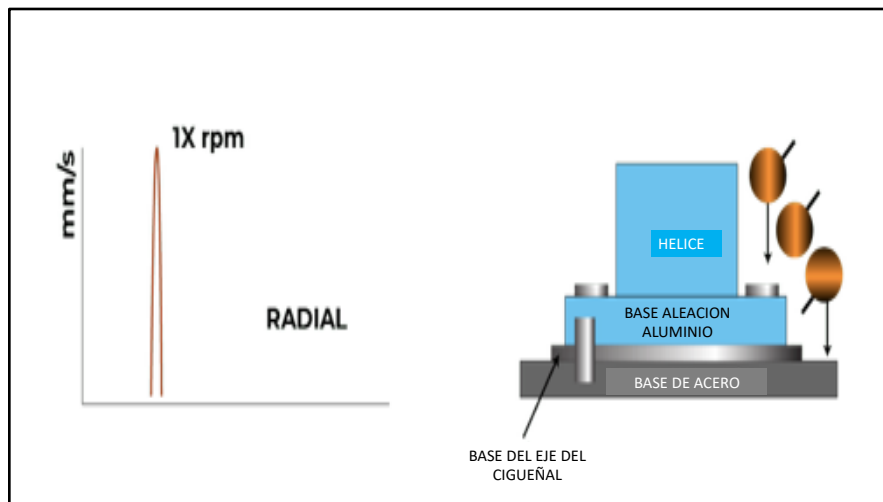 1X rpm
mm/s
RADIAL
HELICE
BASE ALEACION
ALUMINIO
BASE DE ACERO
BASE DEL EJE DEL
CIGUEÑAL